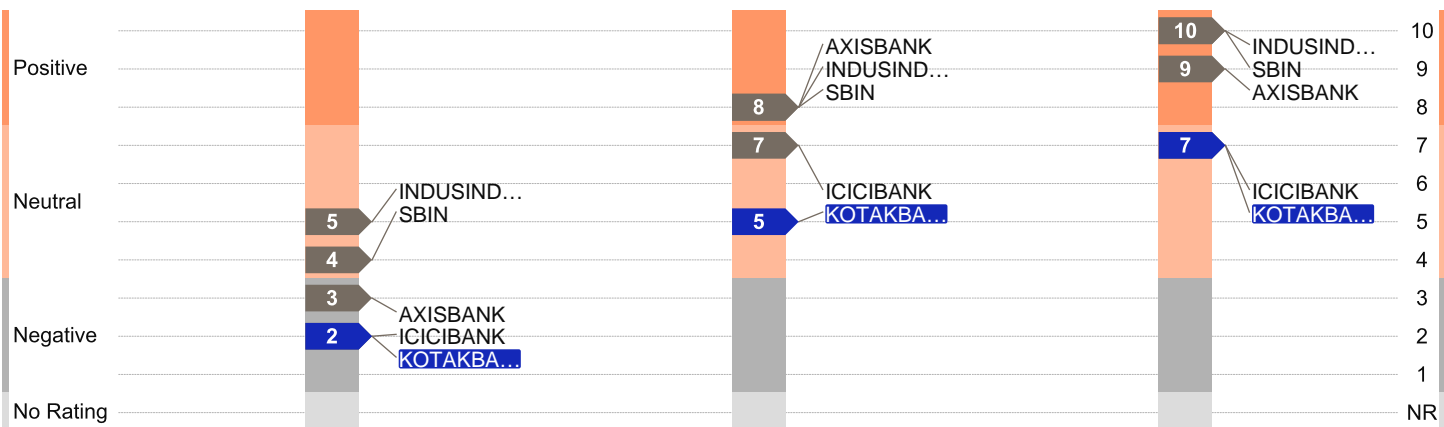 Positive
Neutral
Negative
No Rating
5
4
3
2
INDUSIND...
SBIN
AXISBANK
ICICIBANK
KOTAKBA...
8
7
5
AXISBANK
INDUSIND...
SBIN
ICICIBANK
KOTAKBA...
10
9
7
INDUSIND...
SBIN
AXISBANK
ICICIBANK
KOTAKBA...
10
9
8
7
6
5
4
3
2
1
NR